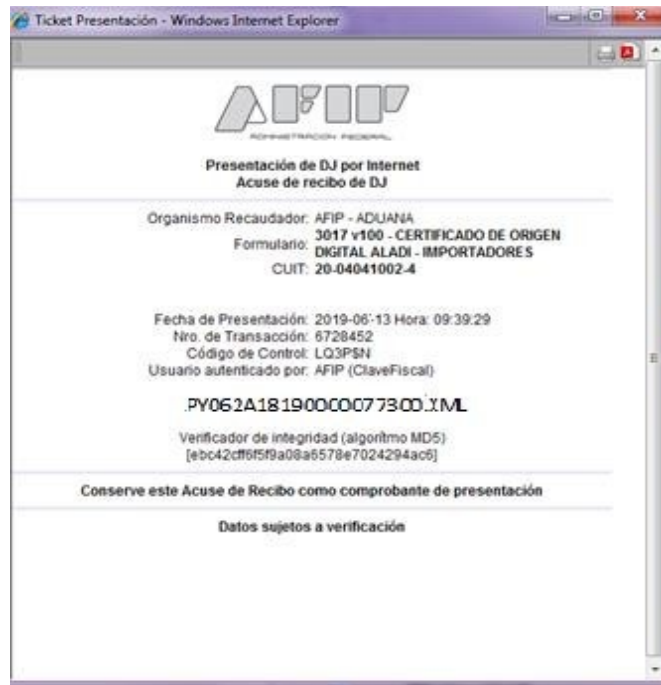 Ticket Presentación - Windows Internet Explorer
AFIP
ADMINISTRACION FEDERAL
Presentación de DJ por Internet
Acuse de recibo de DJ
Organismo Recaudador: AFIP - ADUANA
Formulario: 3017 v100 - CERTIFICADO DE ORIGEN
DIGITAL ALADI - IMPORTADORES
CUIT: 20-04041002-4
Fecha de Presentación: 2019-06-13 Hora: 09:39:29
Nro. de Transacción: 6728452
Código de Control: LQ3P$N
Usuario autenticado por: AFIP (ClaveFiscal)
Verificador de integridad (algoritmo MD5)
[ebc42cff6f5f9a08a6578e7024294ac6]
Conserve este Acuse de Recibo como comprobante de presentación
Datos sujetos a verificación